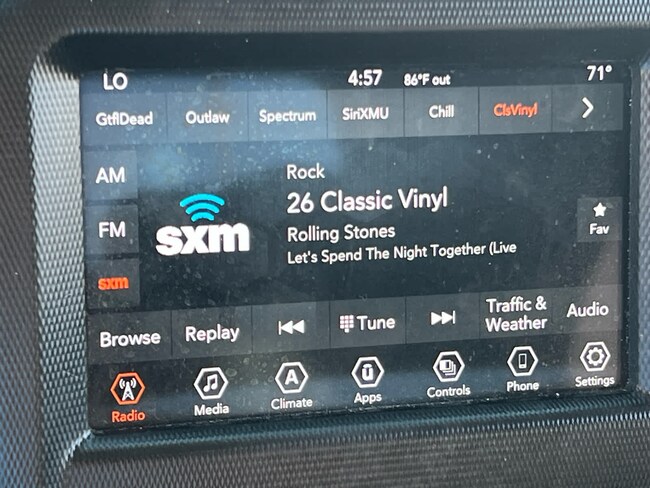 LO 4:57 86°F out 71°
GtflDead Outlaw Spectrum SiriXMU Chill ClsVinyl >
AM
FM
sxm
sxm
Rock
26 Classic Vinyl
Rolling Stones
Let's Spend The Night Together (Live
Fav
Browse Replay Tune Traffic & Weather Audio
Radio Media A Climate Ū Apps Controls Phone Settings